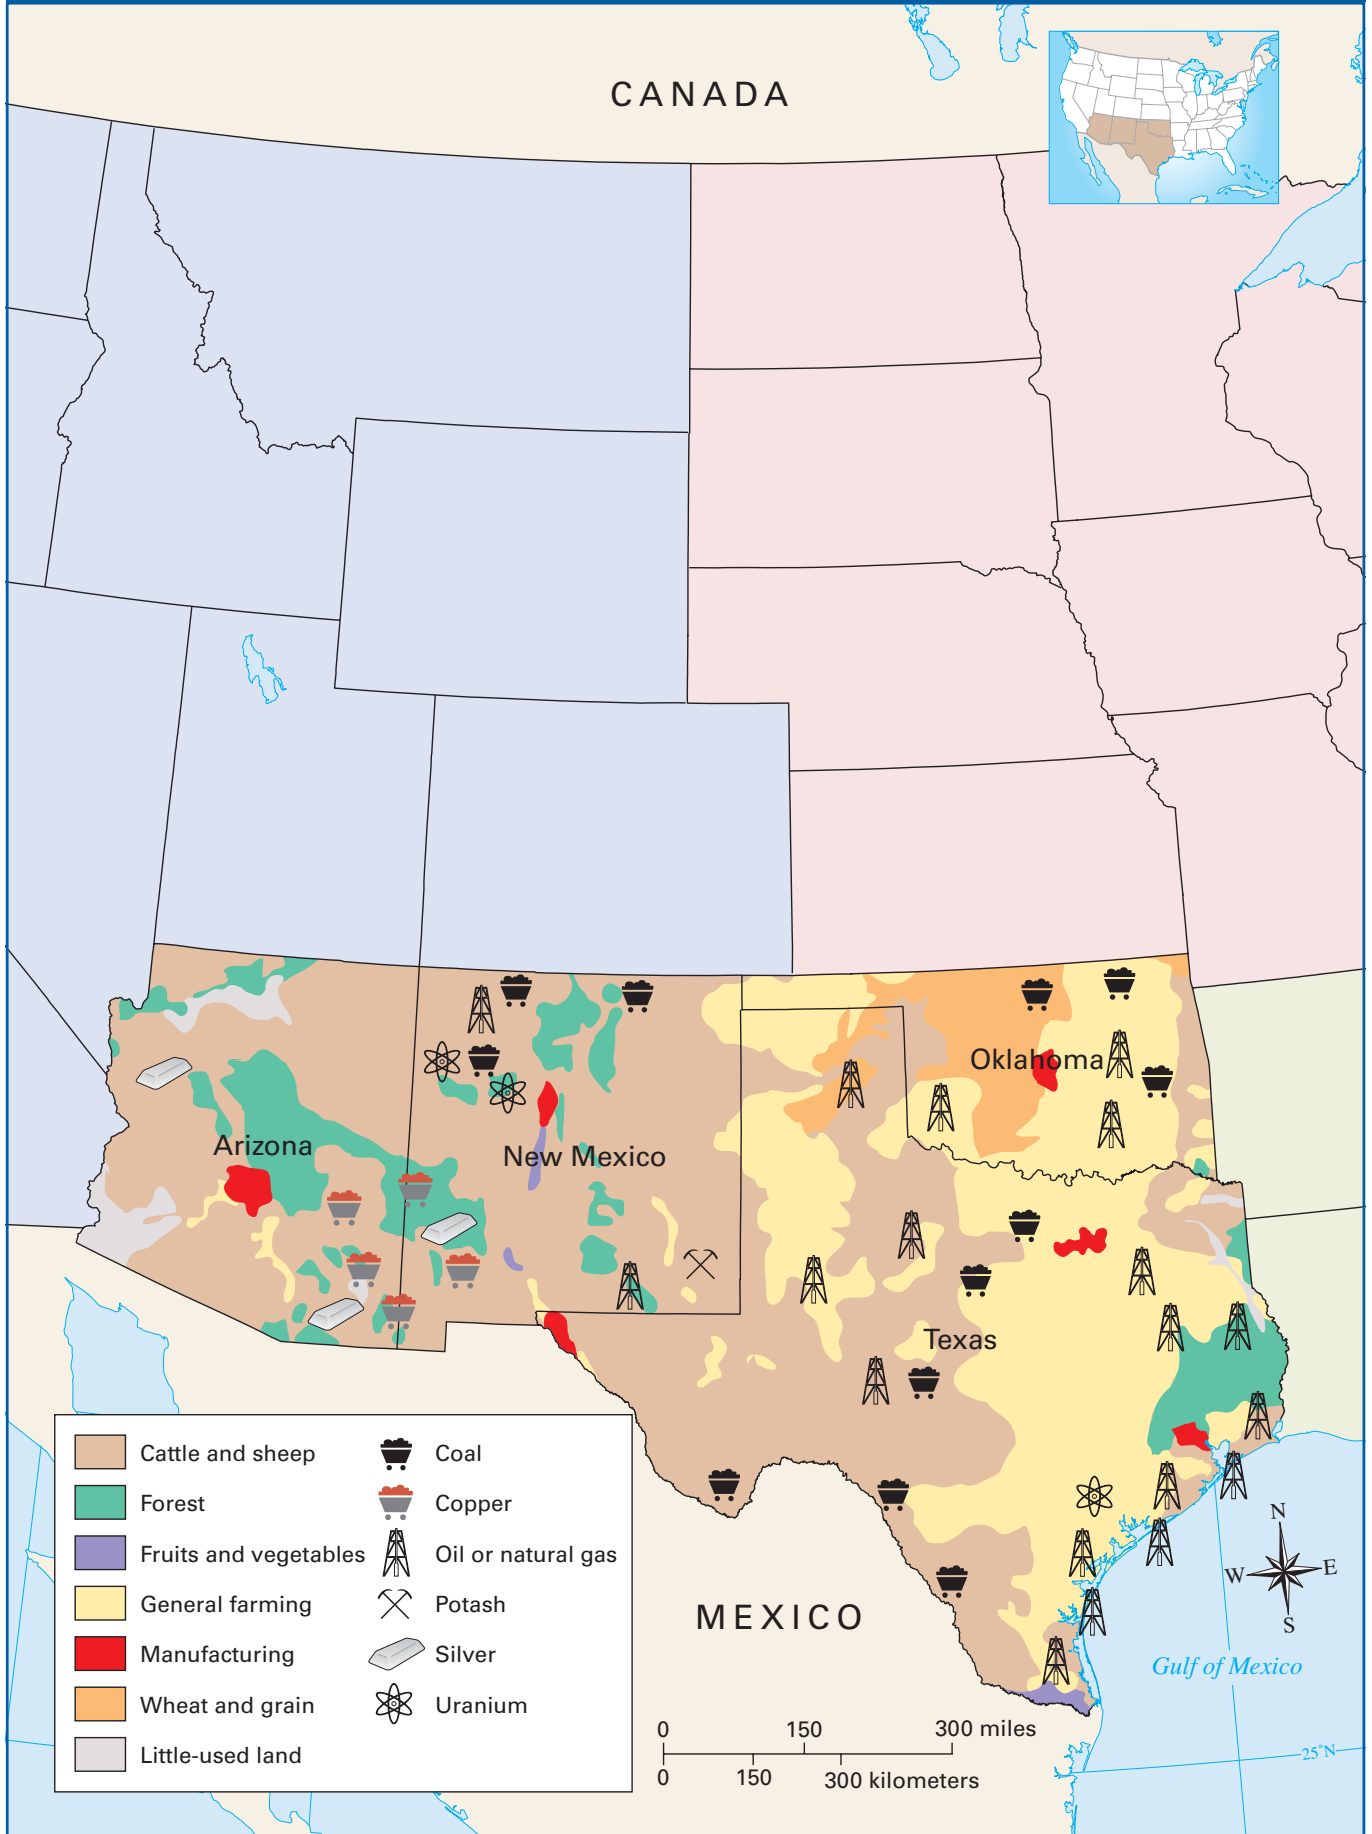 CANADA
Oklahoma
Arizona
New Mexico
Texas
Cattle and sheep
Forest
Fruits and vegetables
General farming
Manufacturing
Wheat and grain
Little-used land
Coal
Copper
Oil or natural gas
Potash
Silver
Uranium
MEXICO
N
W
E
S
Gulf of Mexico
0 150 300 miles
0 150 300 kilometers
25°N